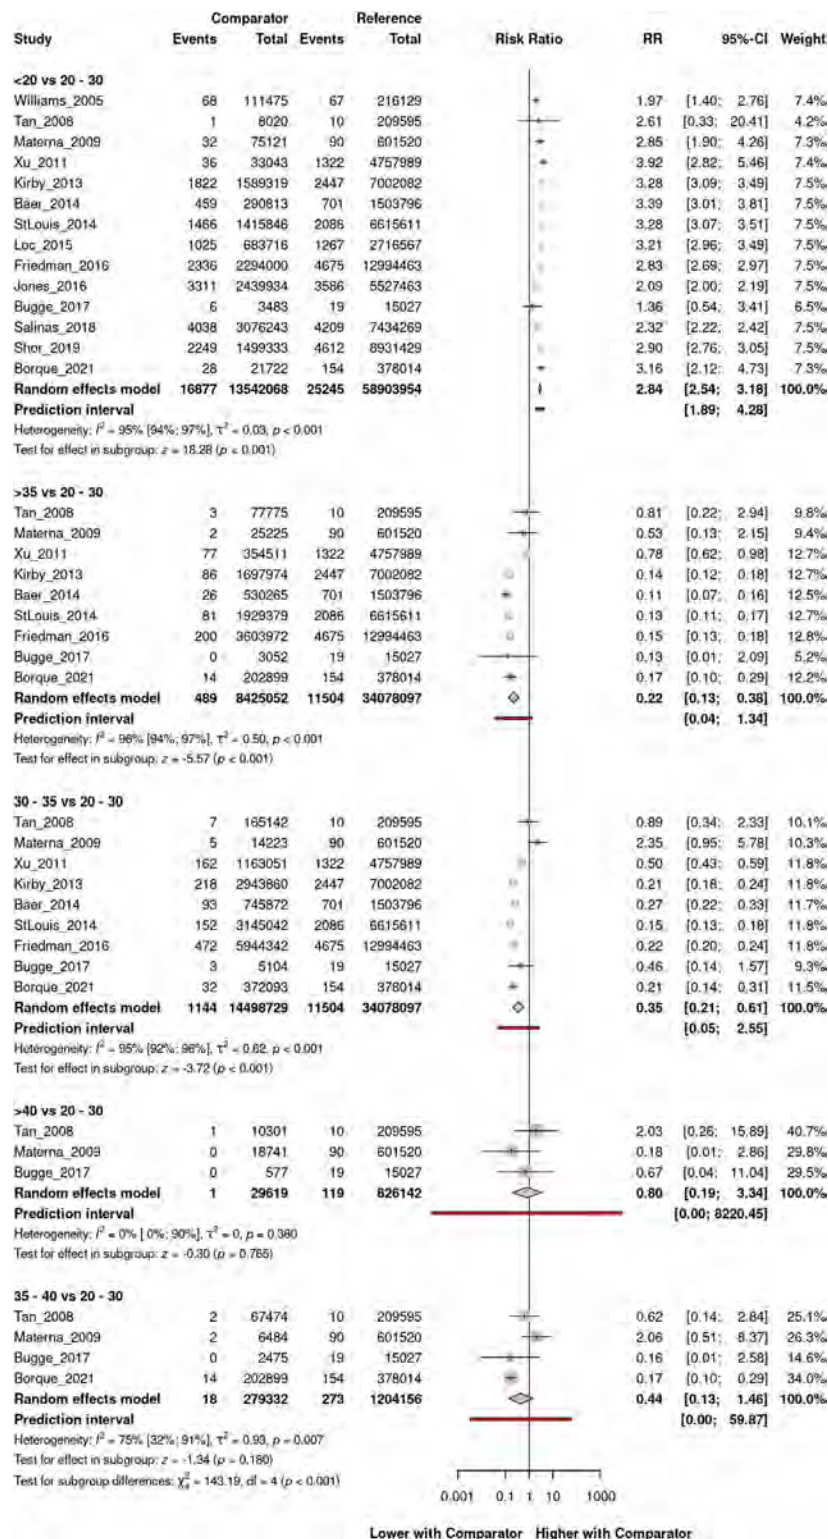 Comparator Reference
Study Events Total Events Total Risk Ratio RR 95%-CI Weight
<20 vs 20 - 30
Williams_2005 68 111475 67 216129 1.97 [1.40; 2.76] 7.4%
Tan_2008 1 8020 10 209595 2.61 [0.33; 20.41] 4.2%
Materna_2009 32 75121 90 601520 2.85 [1.90; 4.26] 7.3%
Xu_2011 36 33043 1322 4757989 3.92 [2.82; 5.46] 7.4%
Kirby_2013 1822 1589319 2447 7002082 3.28 [3.09; 3.49] 7.5%
Baer_2014 459 290813 701 1503796 3.39 [3.01; 3.81] 7.5%
StLouis_2014 1466 1415846 2086 6615611 3.28 [3.07; 3.51] 7.5%
Loc_2015 1025 683716 1267 2716567 3.21 [2.96; 3.49] 7.5%
Friedman_2016 2336 2294000 4675 12994463 2.83 [2.69; 2.97] 7.5%
Jones_2016 3311 2439934 3586 5527463 2.09 [2.00; 2.19] 7.5%
Bugge_2017 6 3483 19 15027 1.36 [0.54; 3.41] 6.5%
Salinas_2018 4038 3076243 4209 7434269 2.32 [2.22; 2.42] 7.5%
Shor_2019 2249 1499333 4612 8931429 2.90 [2.76; 3.05] 7.5%
Borque_2021 28 21722 154 378014 3.16 [2.12; 4.73] 7.3%
Random effects model 16877 13542068 25245 58903954 2.84 [2.54; 3.18] 100.0%
Prediction interval [1.89; 4.28]
Heterogeneity: I² = 95% [94%; 97%], τ² = 0.03, p < 0.001
Test for effect in subgroup: z = 18.28 (p < 0.001)
>35 vs 20 - 30
Tan_2008 3 77775 10 209595 0.81 [0.22; 2.94] 9.8%
Materna_2009 2 25225 90 601520 0.53 [0.13; 2.15] 9.4%
Xu_2011 77 354511 1322 4757989 0.78 [0.62; 0.98] 12.7%
Kirby_2013 86 1697974 2447 7002082 0.14 [0.12; 0.18] 12.7%
Baer_2014 26 530265 701 1503796 0.11 [0.07; 0.16] 12.5%
StLouis_2014 81 1929379 2086 6615611 0.13 [0.11; 0.17] 12.7%
Friedman_2016 200 3603972 4675 12994463 0.15 [0.13; 0.18] 12.8%
Bugge_2017 0 3052 19 15027 0.13 [0.01; 2.09] 5.2%
Borque_2021 14 202899 154 378014 0.17 [0.10; 0.29] 12.2%
Random effects model 489 8425052 11504 34078097 0.22 [0.13; 0.38] 100.0%
Prediction interval [0.04; 1.34]
Heterogeneity: I² = 96% [94%; 97%], τ² = 0.50, p < 0.001
Test for effect in subgroup: z = -5.57 (p < 0.001)
30 - 35 vs 20 - 30
Tan_2008 7 165142 10 209595 0.89 [0.34; 2.33] 10.1%
Materna_2009 5 14223 90 601520 2.35 [0.95; 5.78] 10.3%
Xu_2011 162 1163051 1322 4757989 0.50 [0.43; 0.59] 11.8%
Kirby_2013 218 2943860 2447 7002082 0.21 [0.18; 0.24] 11.8%
Baer_2014 93 745872 701 1503796 0.27 [0.22; 0.33] 11.7%
StLouis_2014 152 3145042 2086 6615611 0.15 [0.13; 0.18] 11.8%
Friedman_2016 472 5944342 4675 12994463 0.22 [0.20; 0.24] 11.8%
Bugge_2017 3 5104 19 15027 0.46 [0.14; 1.57] 9.3%
Borque_2021 32 372093 154 378014 0.21 [0.14; 0.31] 11.5%
Random effects model 1144 14498729 11504 34078097 0.35 [0.21; 0.61] 100.0%
Prediction interval [0.05; 2.55]
Heterogeneity: I² = 95% [92%; 96%], τ² = 0.62, p < 0.001
Test for effect in subgroup: z = -3.72 (p < 0.001)
>40 vs 20 - 30
Tan_2008 1 10301 10 209595 2.03 [0.26; 15.89] 40.7%
Materna_2009 0 18741 90 601520 0.18 [0.01; 2.86] 29.8%
Bugge_2017 0 577 19 15027 0.67 [0.04; 11.04] 29.5%
Random effects model 1 29619 119 826142 0.80 [0.19; 3.34] 100.0%
Prediction interval [0.00; 8220.45]
Heterogeneity: I² = 0% [ 0%; 90%], τ² = 0, p = 0.380
Test for effect in subgroup: z = -0.30 (p = 0.765)
35 - 40 vs 20 - 30
Tan_2008 2 67474 10 209595 0.62 [0.14; 2.84] 25.1%
Materna_2009 2 6484 90 601520 2.06 [0.51; 8.37] 26.3%
Bugge_2017 0 2475 19 15027 0.16 [0.01; 2.58] 14.6%
Borque_2021 14 202899 154 378014 0.17 [0.10; 0.29] 34.0%
Random effects model 18 279332 273 1204156 0.44 [0.13; 1.46] 100.0%
Prediction interval [0.00; 59.87]
Heterogeneity: I² = 75% [32%; 91%], τ² = 0.93, p = 0.007
Test for effect in subgroup: z = -1.34 (p = 0.180)
Test for subgroup differences: χ²₄ = 143.19, df = 4 (p < 0.001)
0.001 0.1 1 10 1000
Lower with Comparator Higher with Comparator